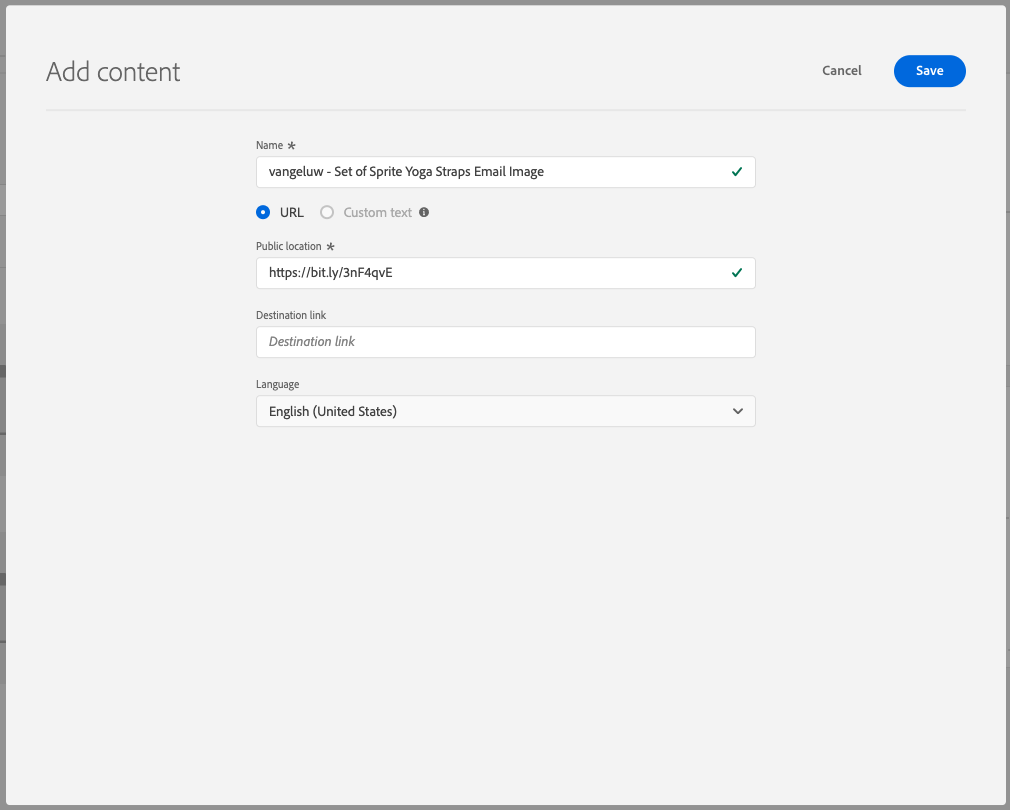 Add content
Cancel
Save
Name *
vangeluw - Set of Sprite Yoga Straps Email Image
URL
Custom text
Public location *
https://bit.ly/3nF4qvE
Destination link
Destination link
Language
English (United States)